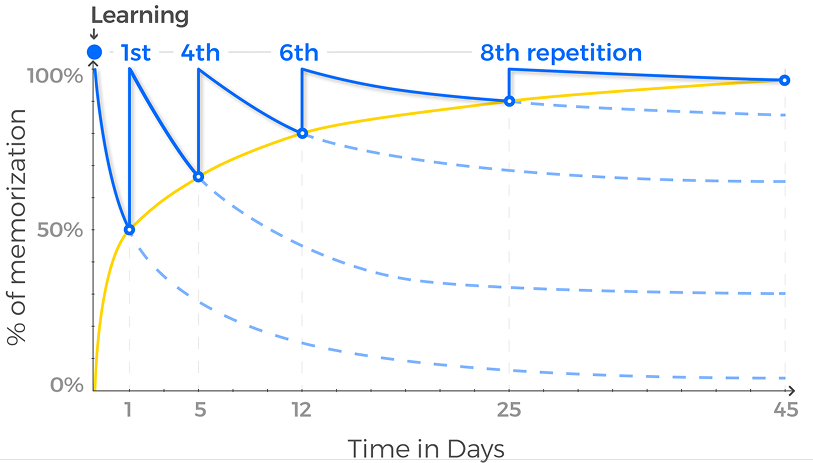 Learning
1st 4th 6th 8th repetition
100%
50%
0%
% of memorization
1 5 12 25 45
Time in Days